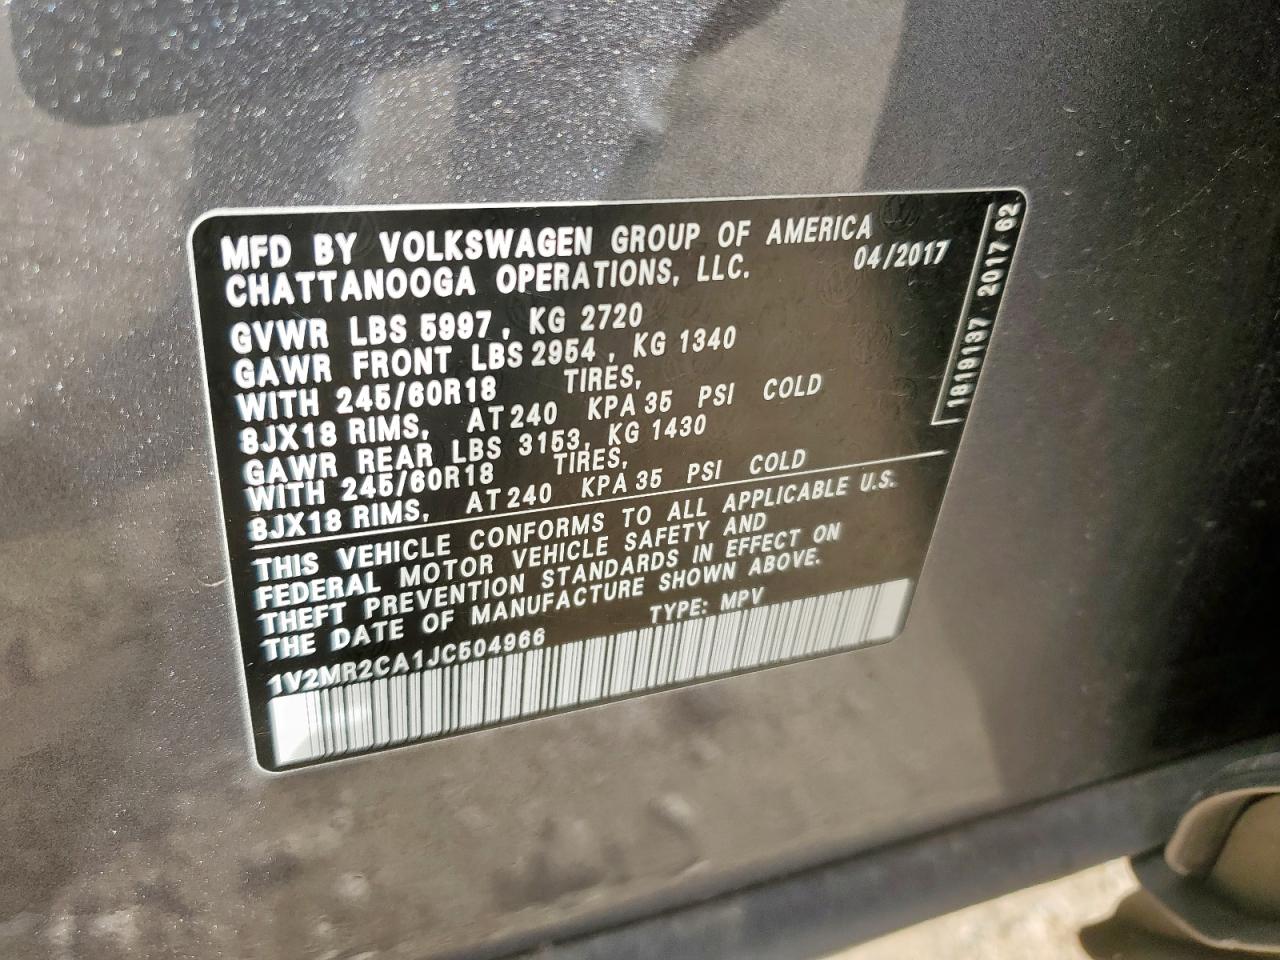 MFD BY VOLKSWAGEN GROUP OF AMERICA
CHATTANOOGA OPERATIONS, LLC. 04/2017
GVWR LBS 5997, KG 2720
GAWR FRONT LBS 2954, KG 1340
WITH 245/60R18 TIRES,
8JX18 RIMS, AT 240 KPA 35 PSI COLD
GAWR REAR LBS 3153, KG 1430
WITH 245/60R18 TIRES,
8JX18 RIMS, AT 240 KPA 35 PSI COLD
THIS VEHICLE CONFORMS TO ALL APPLICABLE U.S.
FEDERAL MOTOR VEHICLE SAFETY AND
THEFT PREVENTION STANDARDS IN EFFECT ON
THE DATE OF MANUFACTURE SHOWN ABOVE.
1V2MR2CA1JC504966 TYPE: MPV
1819137 2017 62